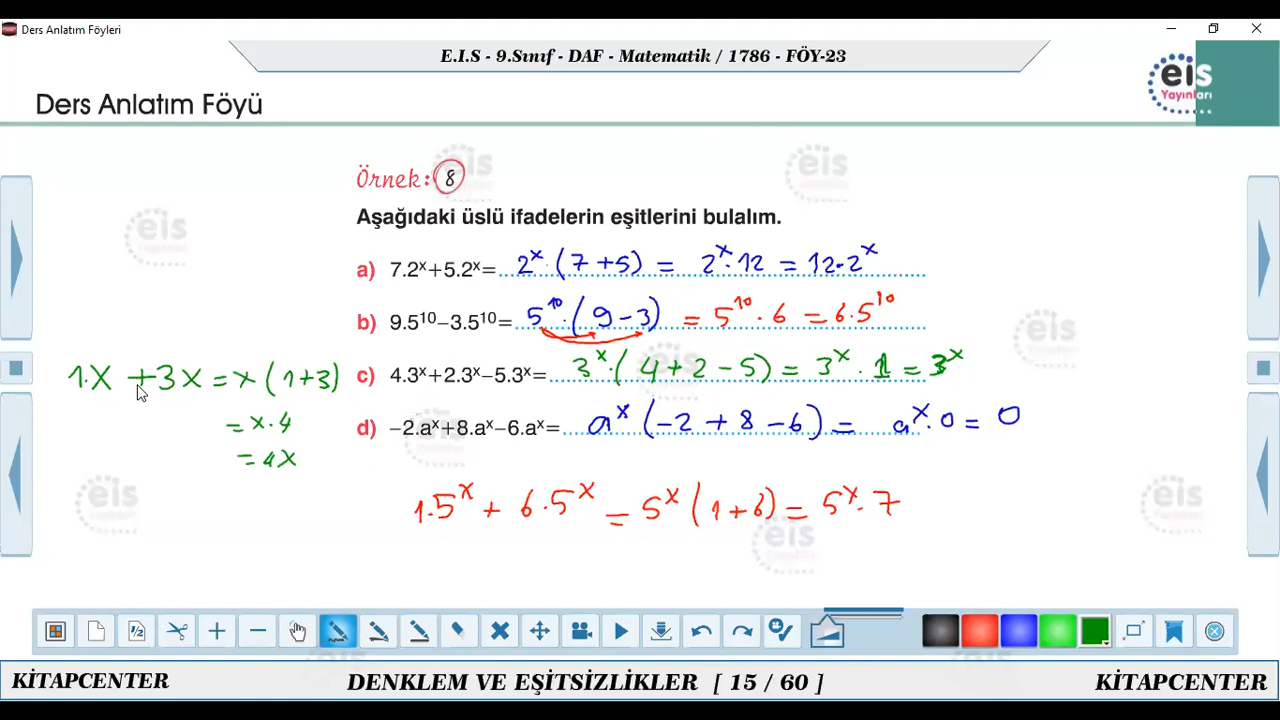 Ders Anlatım Föyleri
E.I.S - 9.Sınıf - DAF - Matematik / 1786 - FÖY-23
eis
Yayınları
Ders Anlatım Föyü
Örnek: 8
Aşağıdaki üslü ifadelerin eşitlerini bulalım.
a) 7.2ˣ+5.2ˣ= 2ˣ·(7+5) = 2ˣ·12 = 12·2ˣ
b) 9.5¹⁰−3.5¹⁰= 5¹⁰·(9−3) = 5¹⁰·6 = 6·5¹⁰
1·x +3x = x (1+3)
c) 4.3ˣ+2.3ˣ−5.3ˣ= 3ˣ·(4+2−5) = 3ˣ·1 = 3ˣ
= x·4
d) −2.aˣ+8.aˣ−6.aˣ= aˣ(−2+8−6) = aˣ·0 = 0
= 4x
1·5ˣ + 6·5ˣ = 5ˣ(1+6) = 5ˣ·7
KİTAPCENTER
DENKLEM VE EŞİTSİZLİKLER [ 15 / 60 ]
KİTAPCENTER